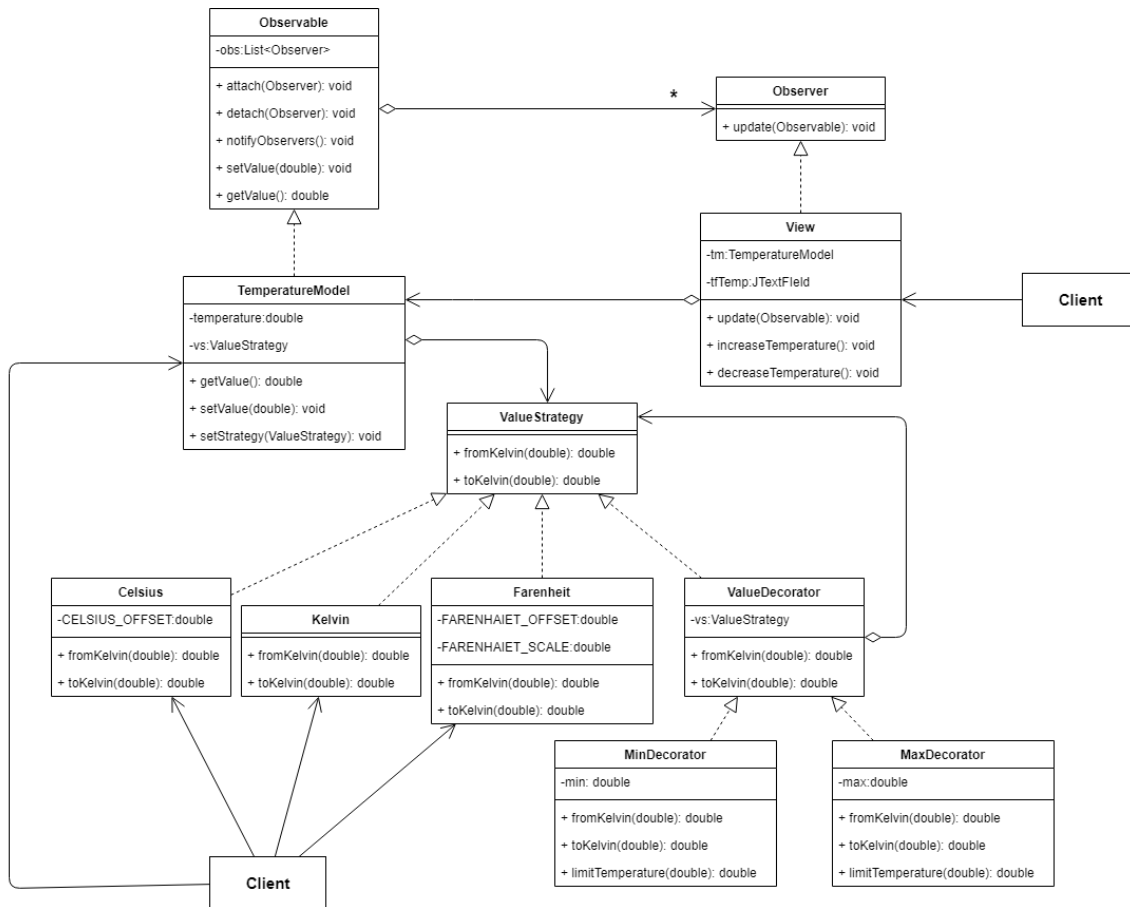 Observable
-obs:List<Observer>
+ attach(Observer): void
+ detach(Observer): void
+ notifyObservers(): void
+ setValue(double): void
+ getValue(): double
*
Observer
+ update(Observable): void
View
-tm:TemperatureModel
-tfTemp:JTextFIeld
+ update(Observable): void
+ increaseTemperature(): void
+ decreaseTemperature(): void
Client
TemperatureModel
-temperature:double
-vs:ValueStrategy
+ getValue(): double
+ setValue(double): void
+ setStrategy(ValueStrategy): void
ValueStrategy
+ fromKelvin(double): double
+ toKelvin(double): double
Celsius
-CELSIUS_OFFSET:double
+ fromKelvin(double): double
+ toKelvin(double): double
Kelvin
+ fromKelvin(double): double
+ toKelvin(double): double
Farenheit
-FARENHAIET_OFFSET:double
-FARENHAIET_SCALE:double
+ fromKelvin(double): double
+ toKelvin(double): double
ValueDecorator
-vs:ValueStrategy
+ fromKelvin(double): double
+ toKelvin(double): double
MinDecorator
-min: double
+ fromKelvin(double): double
+ toKelvin(double): double
+ limitTemperature(double): double
MaxDecorator
-max:double
+ fromKelvin(double): double
+ toKelvin(double): double
+ limitTemperature(double): double
Client